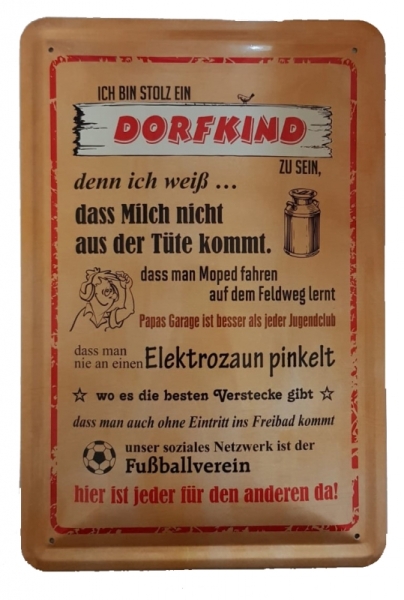 ICH BIN STOLZ EIN
DORFKIND
ZU SEIN,
denn ich weiß ...
dass Milch nicht
aus der Tüte kommt.
dass man Moped fahren
auf dem Feldweg lernt
Papas Garage ist besser als jeder Jugendclub
dass man
nie an einen Elektrozaun pinkelt
wo es die besten Verstecke gibt
dass man auch ohne Eintritt ins Freibad kommt
unser soziales Netzwerk ist der
Fußballverein
hier ist jeder für den anderen da!